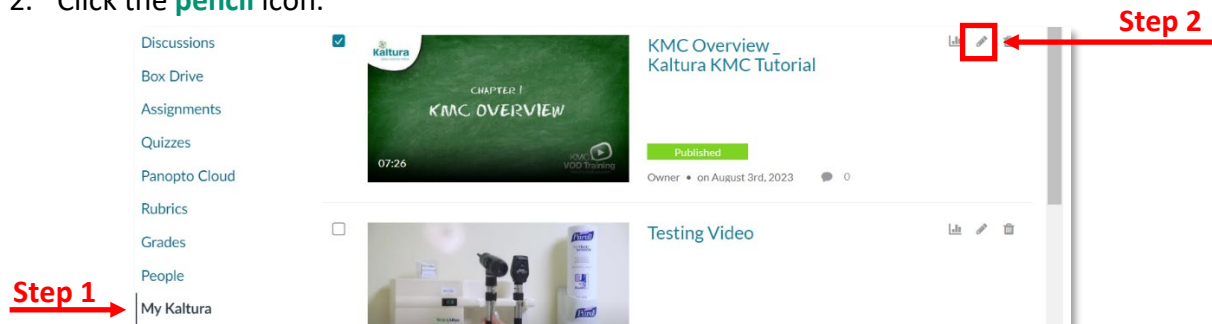 2. Click the pencil icon.
Step 2
Discussions
Box Drive
Assignments
Quizzes
Panopto Cloud
Rubrics
Grades
People
My Kaltura
Step 1
Kaltura
CHAPTER 1
KMC OVERVIEW
07:26
KMC
VOD Training
KMC Overview _
Kaltura KMC Tutorial
Published
Owner • on August 3rd, 2023 0
Purell
Purell
Testing Video